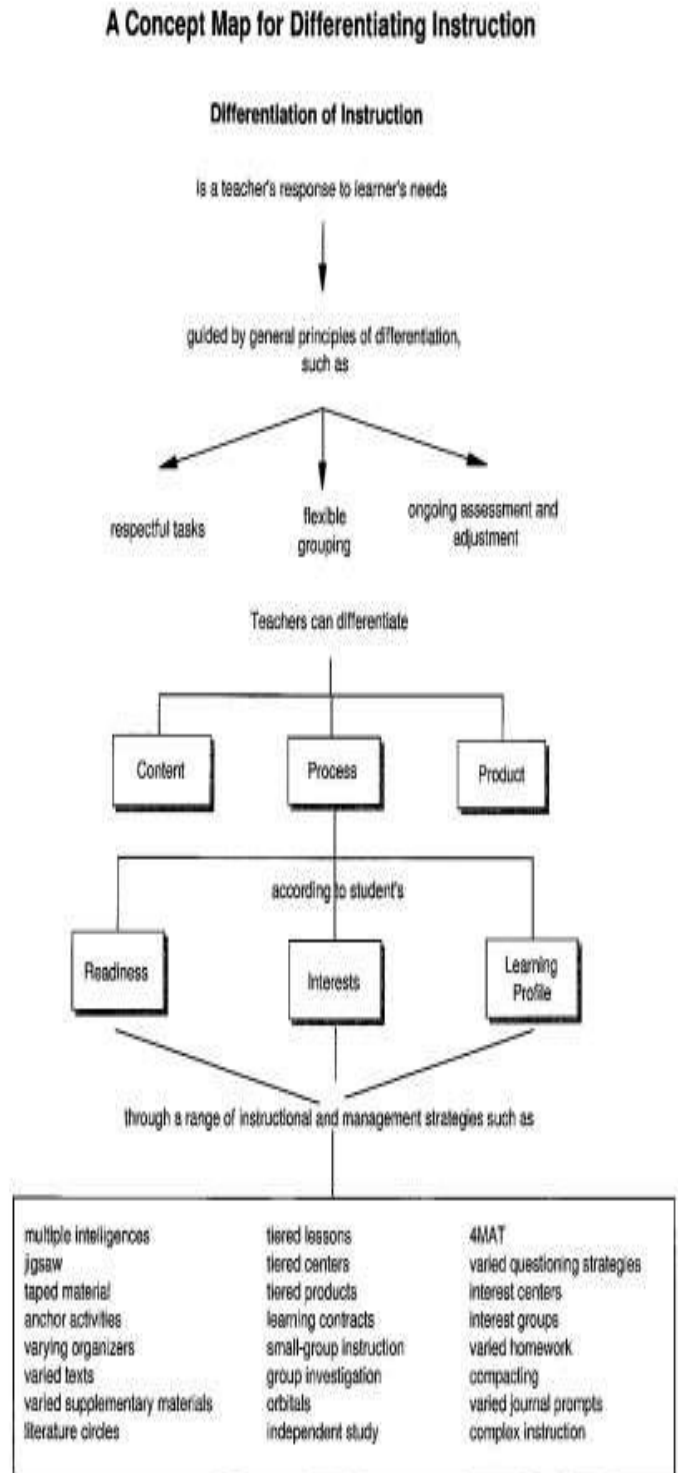 A Concept Map for Differentiating Instruction
Differentiation of Instruction
is a teacher's response to learner's needs
guided by general principles of differentiation,
such as
respectful tasks
flexible
grouping
ongoing assessment and
adjustment
Teachers can differentiate
Content
Process
Product
according to student's
Readiness
Interests
Learning
Profile
through a range of instructional and management strategies such as
multiple intelligences
jigsaw
taped material
anchor activities
varying organizers
varied texts
varied supplementary materials
literature circles
tiered lessons
tiered centers
tiered products
learning contracts
small-group instruction
group investigation
orbitals
independent study
4MAT
varied questioning strategies
interest centers
interest groups
varied homework
compacting
varied journal prompts
complex instruction